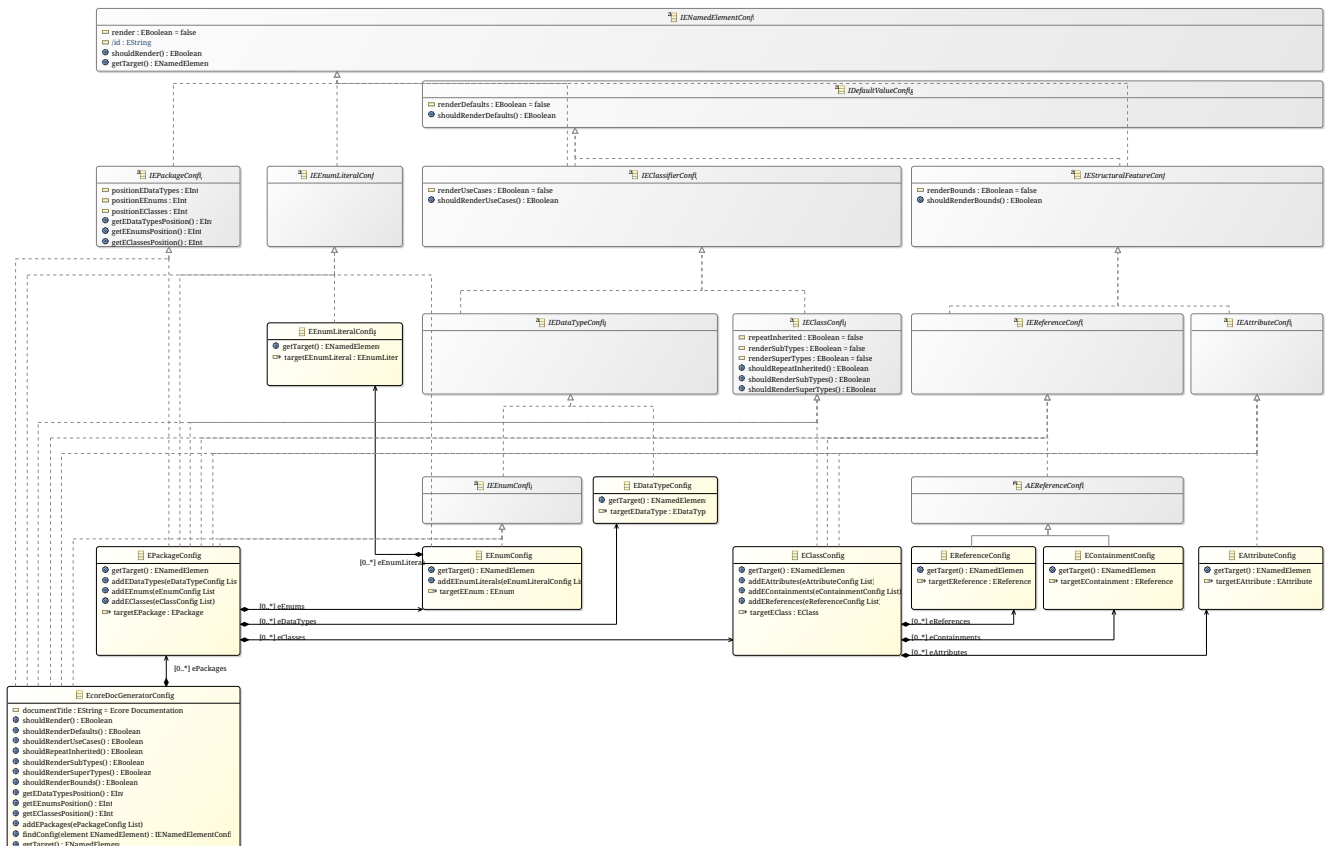 IENamedElementConfi
render : EBoolean = false
/id : EString
shouldRender() : EBoolean
getTarget() : ENamedElemen
IDefaultValueConfig
renderDefaults : EBoolean = false
shouldRenderDefaults() : EBoolean
IEPackageConfi
positionEDataTypes : EInt
positionEEnums : EInt
positionEClasses : EInt
getEDataTypesPosition() : EIn
getEEnumsPosition() : EInt
getEClassesPosition() : EInt
IEEnumLiteralConf
IEClassifierConfi
renderUseCases : EBoolean = false
shouldRenderUseCases() : EBoolean
IEStructuralFeatureConf
renderBounds : EBoolean = false
shouldRenderBounds() : EBoolean
EEnumLiteralConfig
getTarget() : ENamedElemen
targetEEnumLiteral : EEnumLiter
IEDataTypeConfi
IEClassConfi
repeatInherited : EBoolean = false
renderSubTypes : EBoolean = false
renderSuperTypes : EBoolean = false
shouldRepeatInherited() : EBoolean
shouldRenderSubTypes() : EBoolean
shouldRenderSuperTypes() : EBoolean
IEReferenceConfi
IEAttributeConfi
IEEnumConfi
EDataTypeConfig
getTarget() : ENamedElemen
targetEDataType : EDataTyp
AEReferenceConfi
EPackageConfig
getTarget() : ENamedElemen
addEDataTypes(eDataTypeConfig Lis
addEEnums(eEnumConfig List
addEClasses(eClassConfig List)
targetEPackage : EPackage
[0..*] eEnumLiterals
EEnumConfig
getTarget() : ENamedElemen
addEEnumLiterals(eEnumLiteralConfig Lis
targetEEnum : EEnum
EClassConfig
getTarget() : ENamedElemen
addEAttributes(eAttributeConfig List)
addEContainments(eContainmentConfig List)
addEReferences(eReferenceConfig List)
targetEClass : EClass
EReferenceConfig
getTarget() : ENamedElemen
targetEReference : EReference
EContainmentConfig
getTarget() : ENamedElemen
targetEContainment : EReference
EAttributeConfig
getTarget() : ENamedElemen
targetEAttribute : EAttribute
[0..*] eEnums
[0..*] eDataTypes
[0..*] eClasses
[0..*] eReferences
[0..*] eContainments
[0..*] eAttributes
[0..*] ePackages
EcoreDocGeneratorConfig
documentTitle : EString = Ecore Documentation
shouldRender() : EBoolean
shouldRenderDefaults() : EBoolean
shouldRenderUseCases() : EBoolean
shouldRepeatInherited() : EBoolean
shouldRenderSubTypes() : EBoolean
shouldRenderSuperTypes() : EBoolean
shouldRenderBounds() : EBoolean
getEDataTypesPosition() : EInt
getEEnumsPosition() : EInt
getEClassesPosition() : EInt
addEPackages(ePackageConfig List)
findConfig(element ENamedElement) : IENamedElementConfi
getTarget() : ENamedElemen